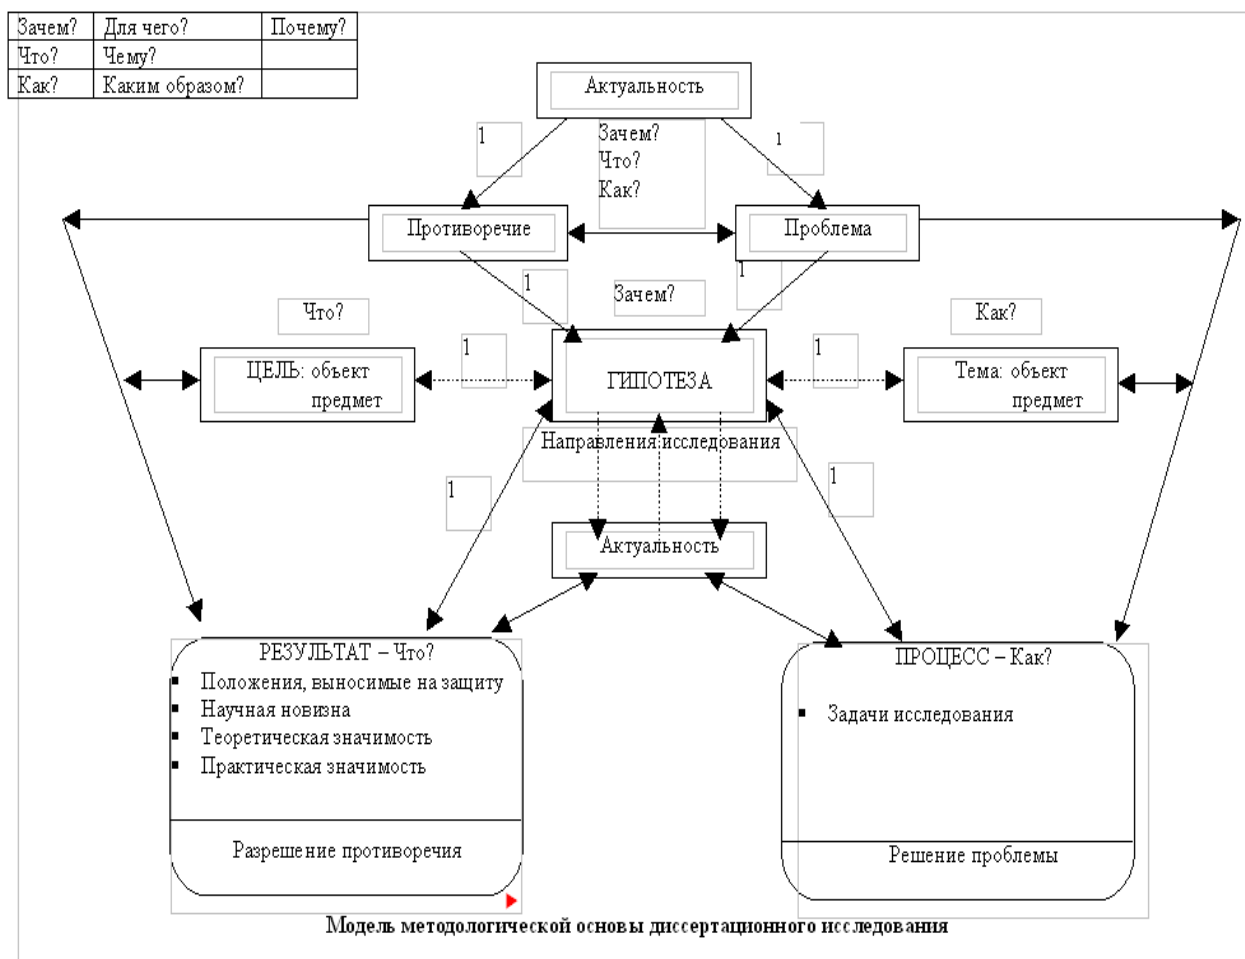 Зачем? Для чего? Почему?
Что? Чему?
Как? Каким образом?
Актуальность
1
Зачем?
Что?
Как?
1
Противоречие
Проблема
1
Зачем?
1
Что?
Как?
1
1
ЦЕЛЬ: объект
предмет
ГИПОТЕЗА
Тема: объект
предмет
Направления исследования
1
1
Актуальность
РЕЗУЛЬТАТ – Что?
▪ Положения, выносимые на защиту
▪ Научная новизна
▪ Теоретическая значимость
▪ Практическая значимость
Разрешение противоречия
ПРОЦЕСС – Как?
▪ Задачи исследования
Решение проблемы
Модель методологической основы диссертационного исследования